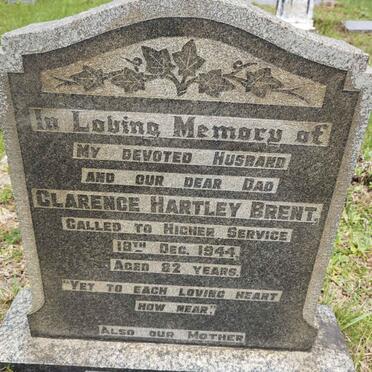 In Loving Memory of
MY DEVOTED HUSBAND
AND OUR DEAR DAD
CLARENCE HARTLEY BRENT,
CALLED TO HIGHER SERVICE
18TH DEC. 1944,
AGED 62 YEARS.
"YET TO EACH LOVING HEART
HOW NEAR."
ALSO OUR MOTHER